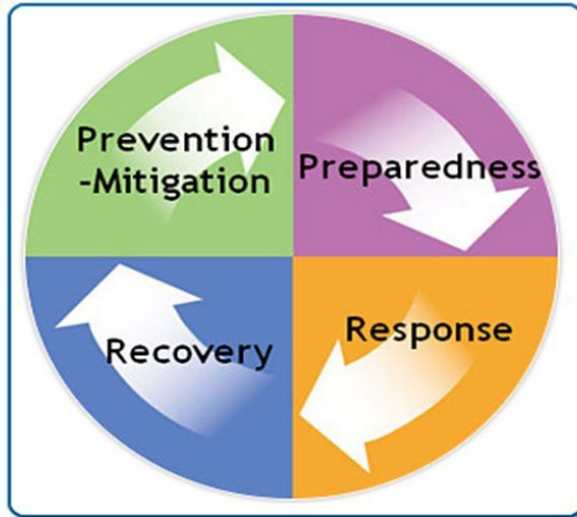 Prevention
-Mitigation
Preparedness
Response
Recovery